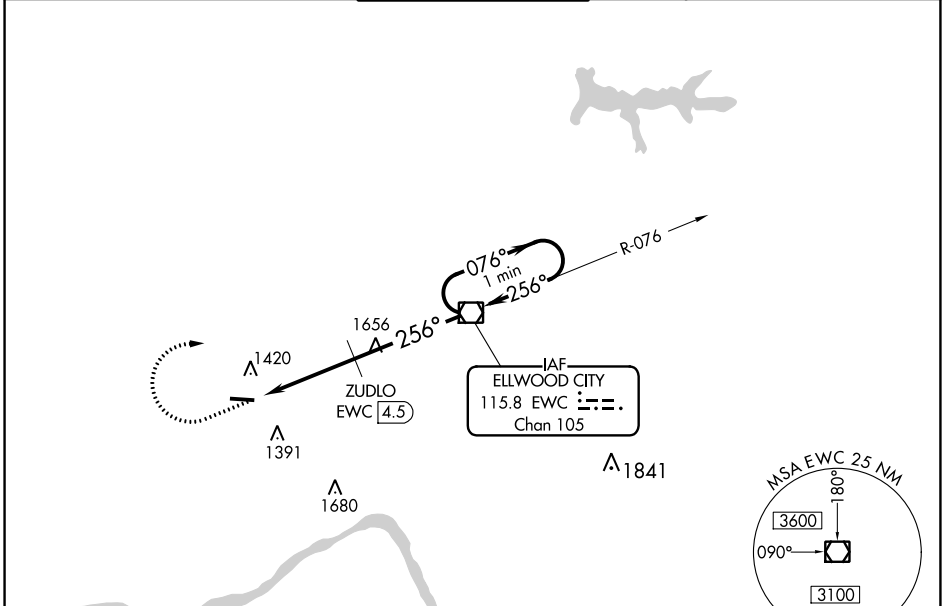 R-076
076°
1 min
256°
1656
256°
1420
IAF
ELLWOOD CITY
115.8 EWC
Chan 105
ZUDLO
EWC 4.5
1391
1841
1680
MSA EWC 25 NM
180°
3600
090°
3100